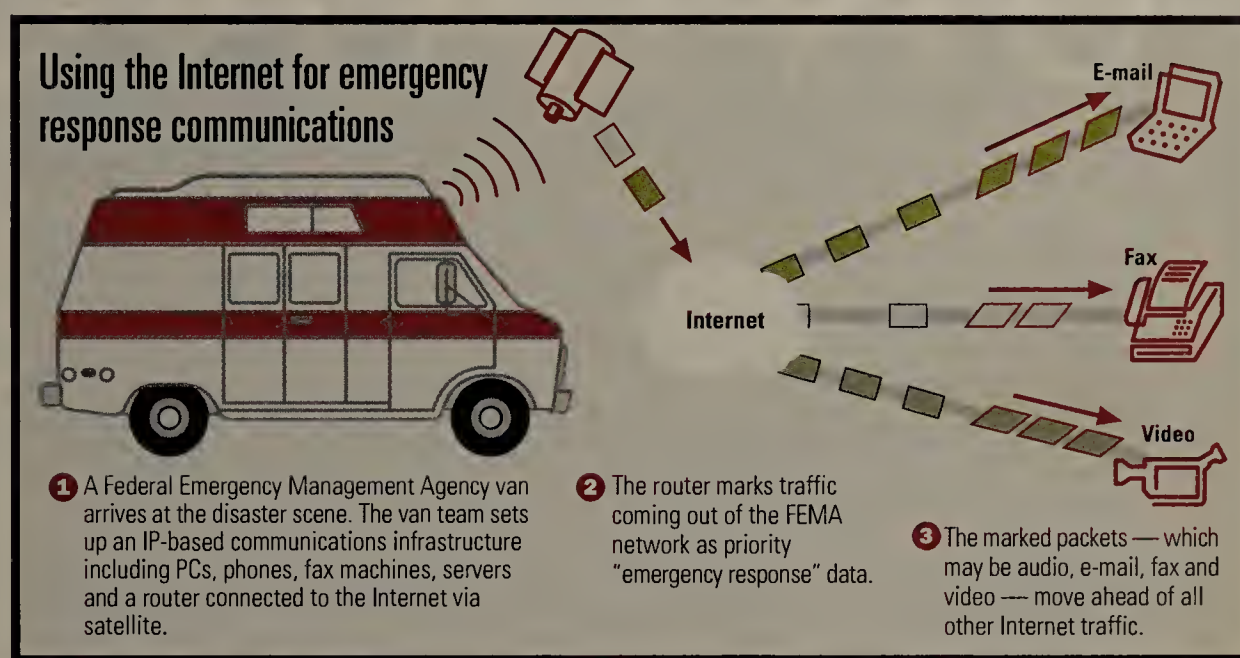 Using the Internet for emergency
response communications
E-mail
Fax
Internet
Video
1 A Federal Emergency Management Agency van
arrives at the disaster scene. The van team sets
up an IP-based communications infrastructure
including PCs, phones, fax machines, servers
and a router connected to the Internet via
satellite.
2 The router marks traffic
coming out of the FEMA
network as priority
"emergency response" data.
3 The marked packets — which
may be audio, e-mail, fax and
video — move ahead of all
other Internet traffic.